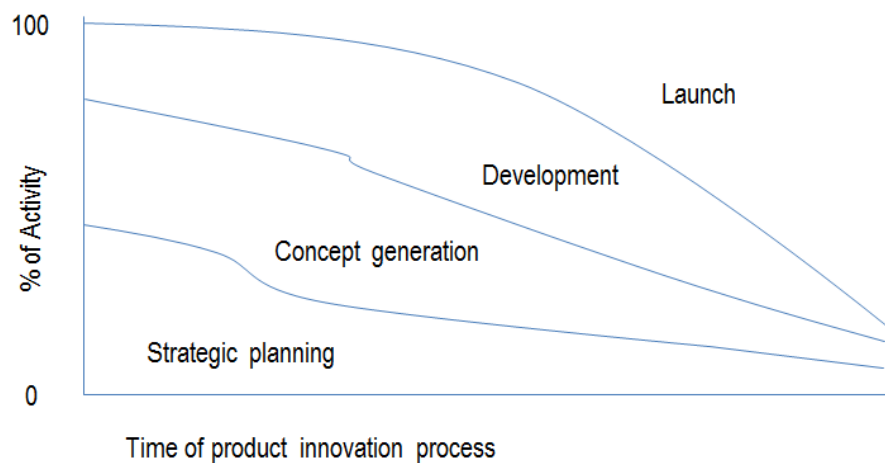 100
Launch
Development
% of Activity
Concept generation
Strategic planning
0
Time of product innovation process